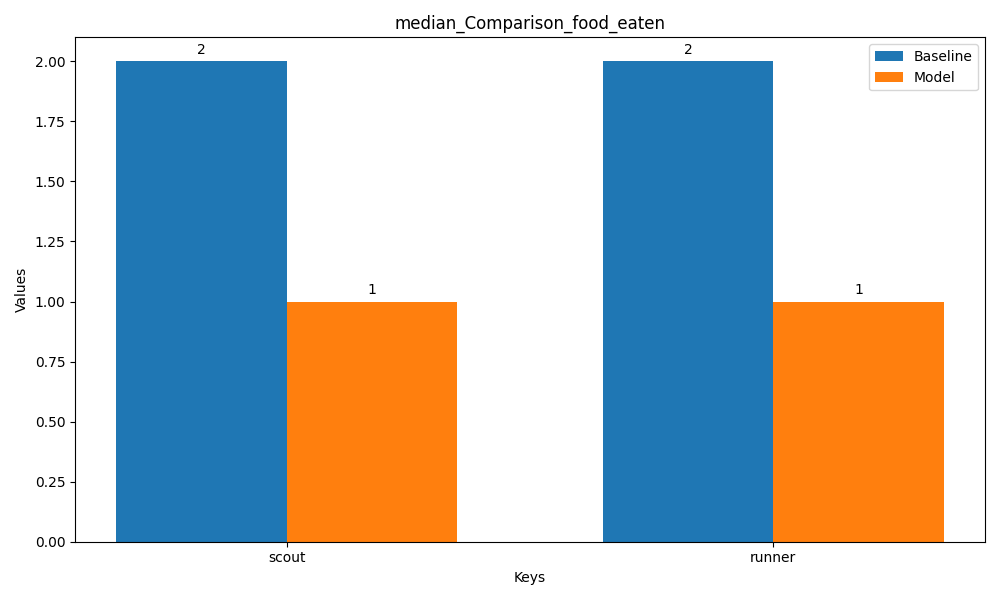 median_Comparison_food_eaten
2
2
Baseline
Model
1
1
2.00
1.75
1.50
1.25
1.00
0.75
0.50
0.25
0.00
Values
scout
runner
Keys